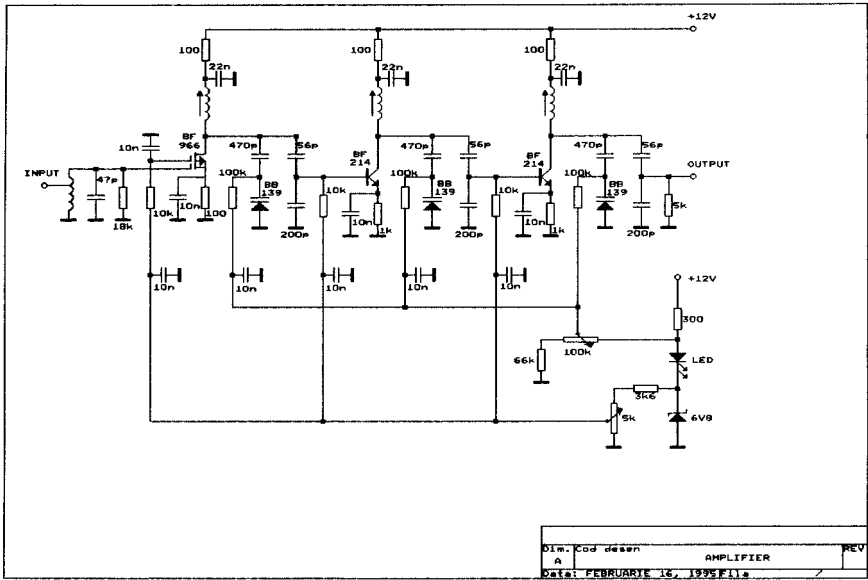 +12V
100
100
100
22n
22n
22n
BF
966
10n
470p
56p
BF
214
470p
56p
BF
214
470p
56p
INPUT
47p
100k
BB
139
100k
BB
139
100k
BB
139
OUTPUT
18k
10k
10n
100
200p
10k
10n
1k
200p
10k
10n
1k
200p
5k
10n
10n
10n
10n
10n
+12V
300
66k
100k
LED
3k6
5k
6V8
Dim.
A
Cod desen
AMPLIFIER
REV
Data: FEBRUARIE 16, 1995 Fila